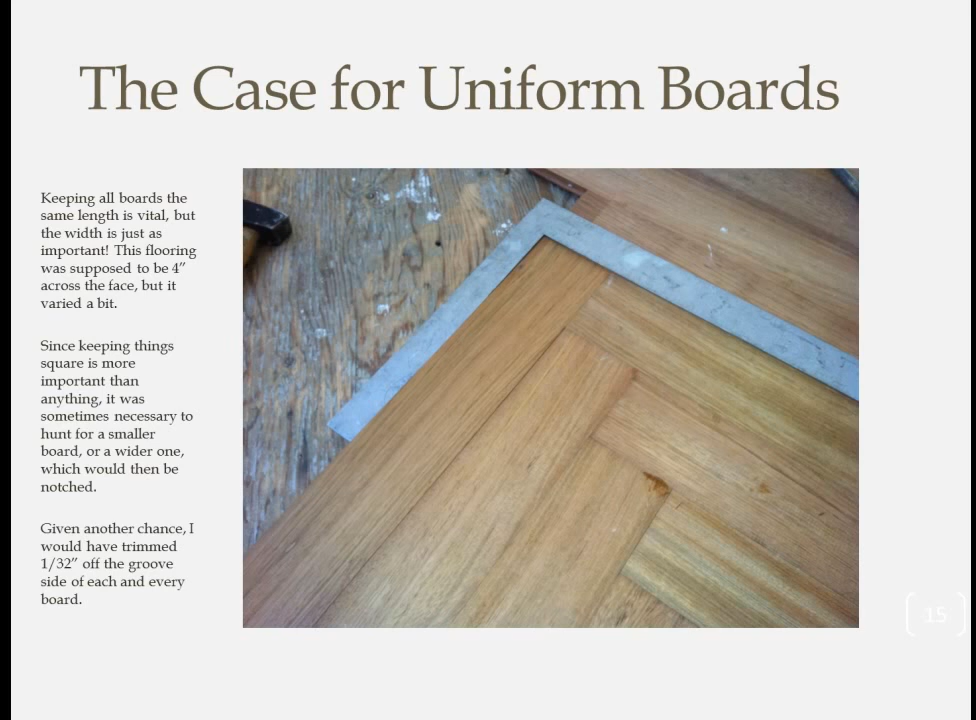 The Case for Uniform Boards
Keeping all boards the
same length is vital, but
the width is just as
important! This flooring
was supposed to be 4”
across the face, but it
varied a bit.
Since keeping things
square is more
important than
anything, it was
sometimes necessary to
hunt for a smaller
board, or a wider one,
which would then be
notched.
Given another chance, I
would have trimmed
1/32” off the groove
side of each and every
board.
15